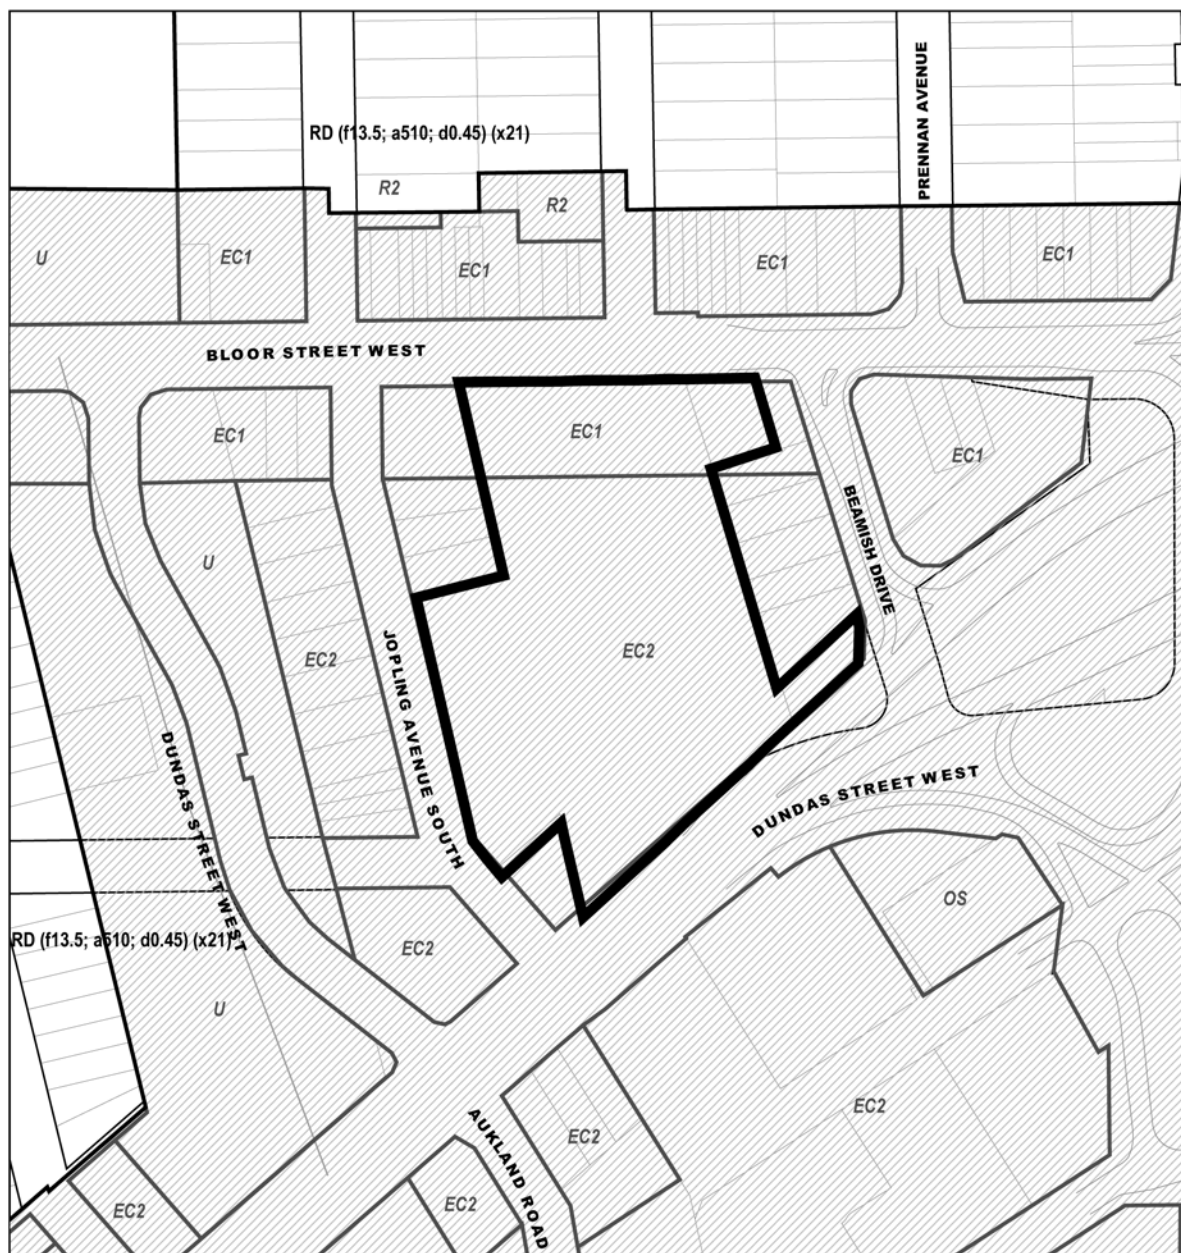 PRENNAN AVENUE
RD (f13.5; a510; d0.45) (x21)
R2
R2
U
EC1
EC1
EC1
EC1
BLOOR STREET WEST
EC1
EC1
EC1
BEAMISH DRIVE
U
EC2
EC2
JOPLING AVENUE SOUTH
DUNDAS STREET WEST
DUNDAS STREET WEST
OS
RD (f13.5; a510; d0.45) (x21)
EC2
U
EC2
EC2
AUKLAND ROAD
EC2
EC2